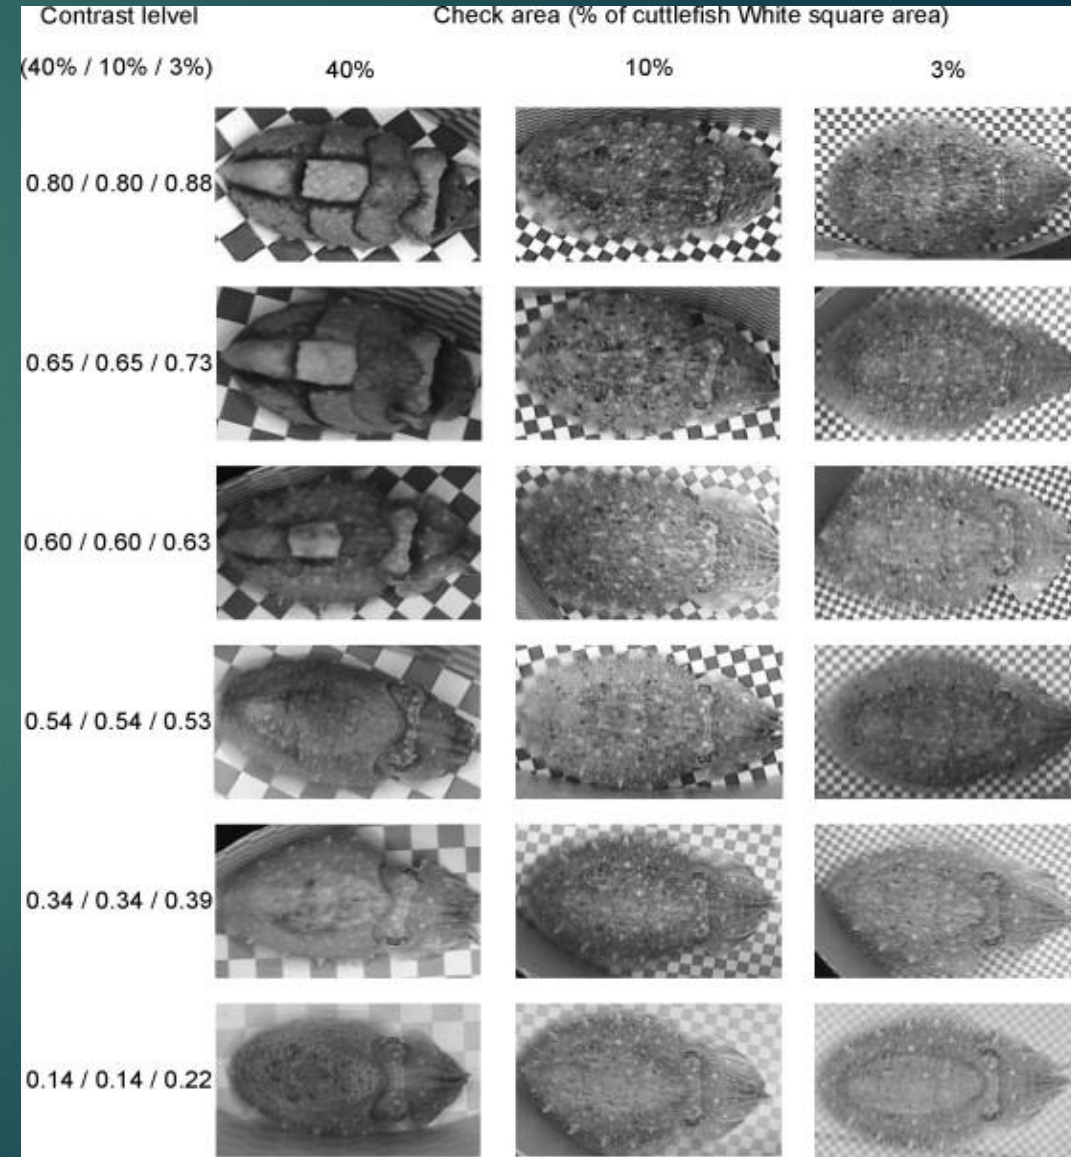 Contrast lelvel Check area (% of cuttlefish White square area)
(40% / 10% / 3%) 40% 10% 3%
0.80 / 0.80 / 0.88
0.65 / 0.65 / 0.73
0.60 / 0.60 / 0.63
0.54 / 0.54 / 0.53
0.34 / 0.34 / 0.39
0.14 / 0.14 / 0.22